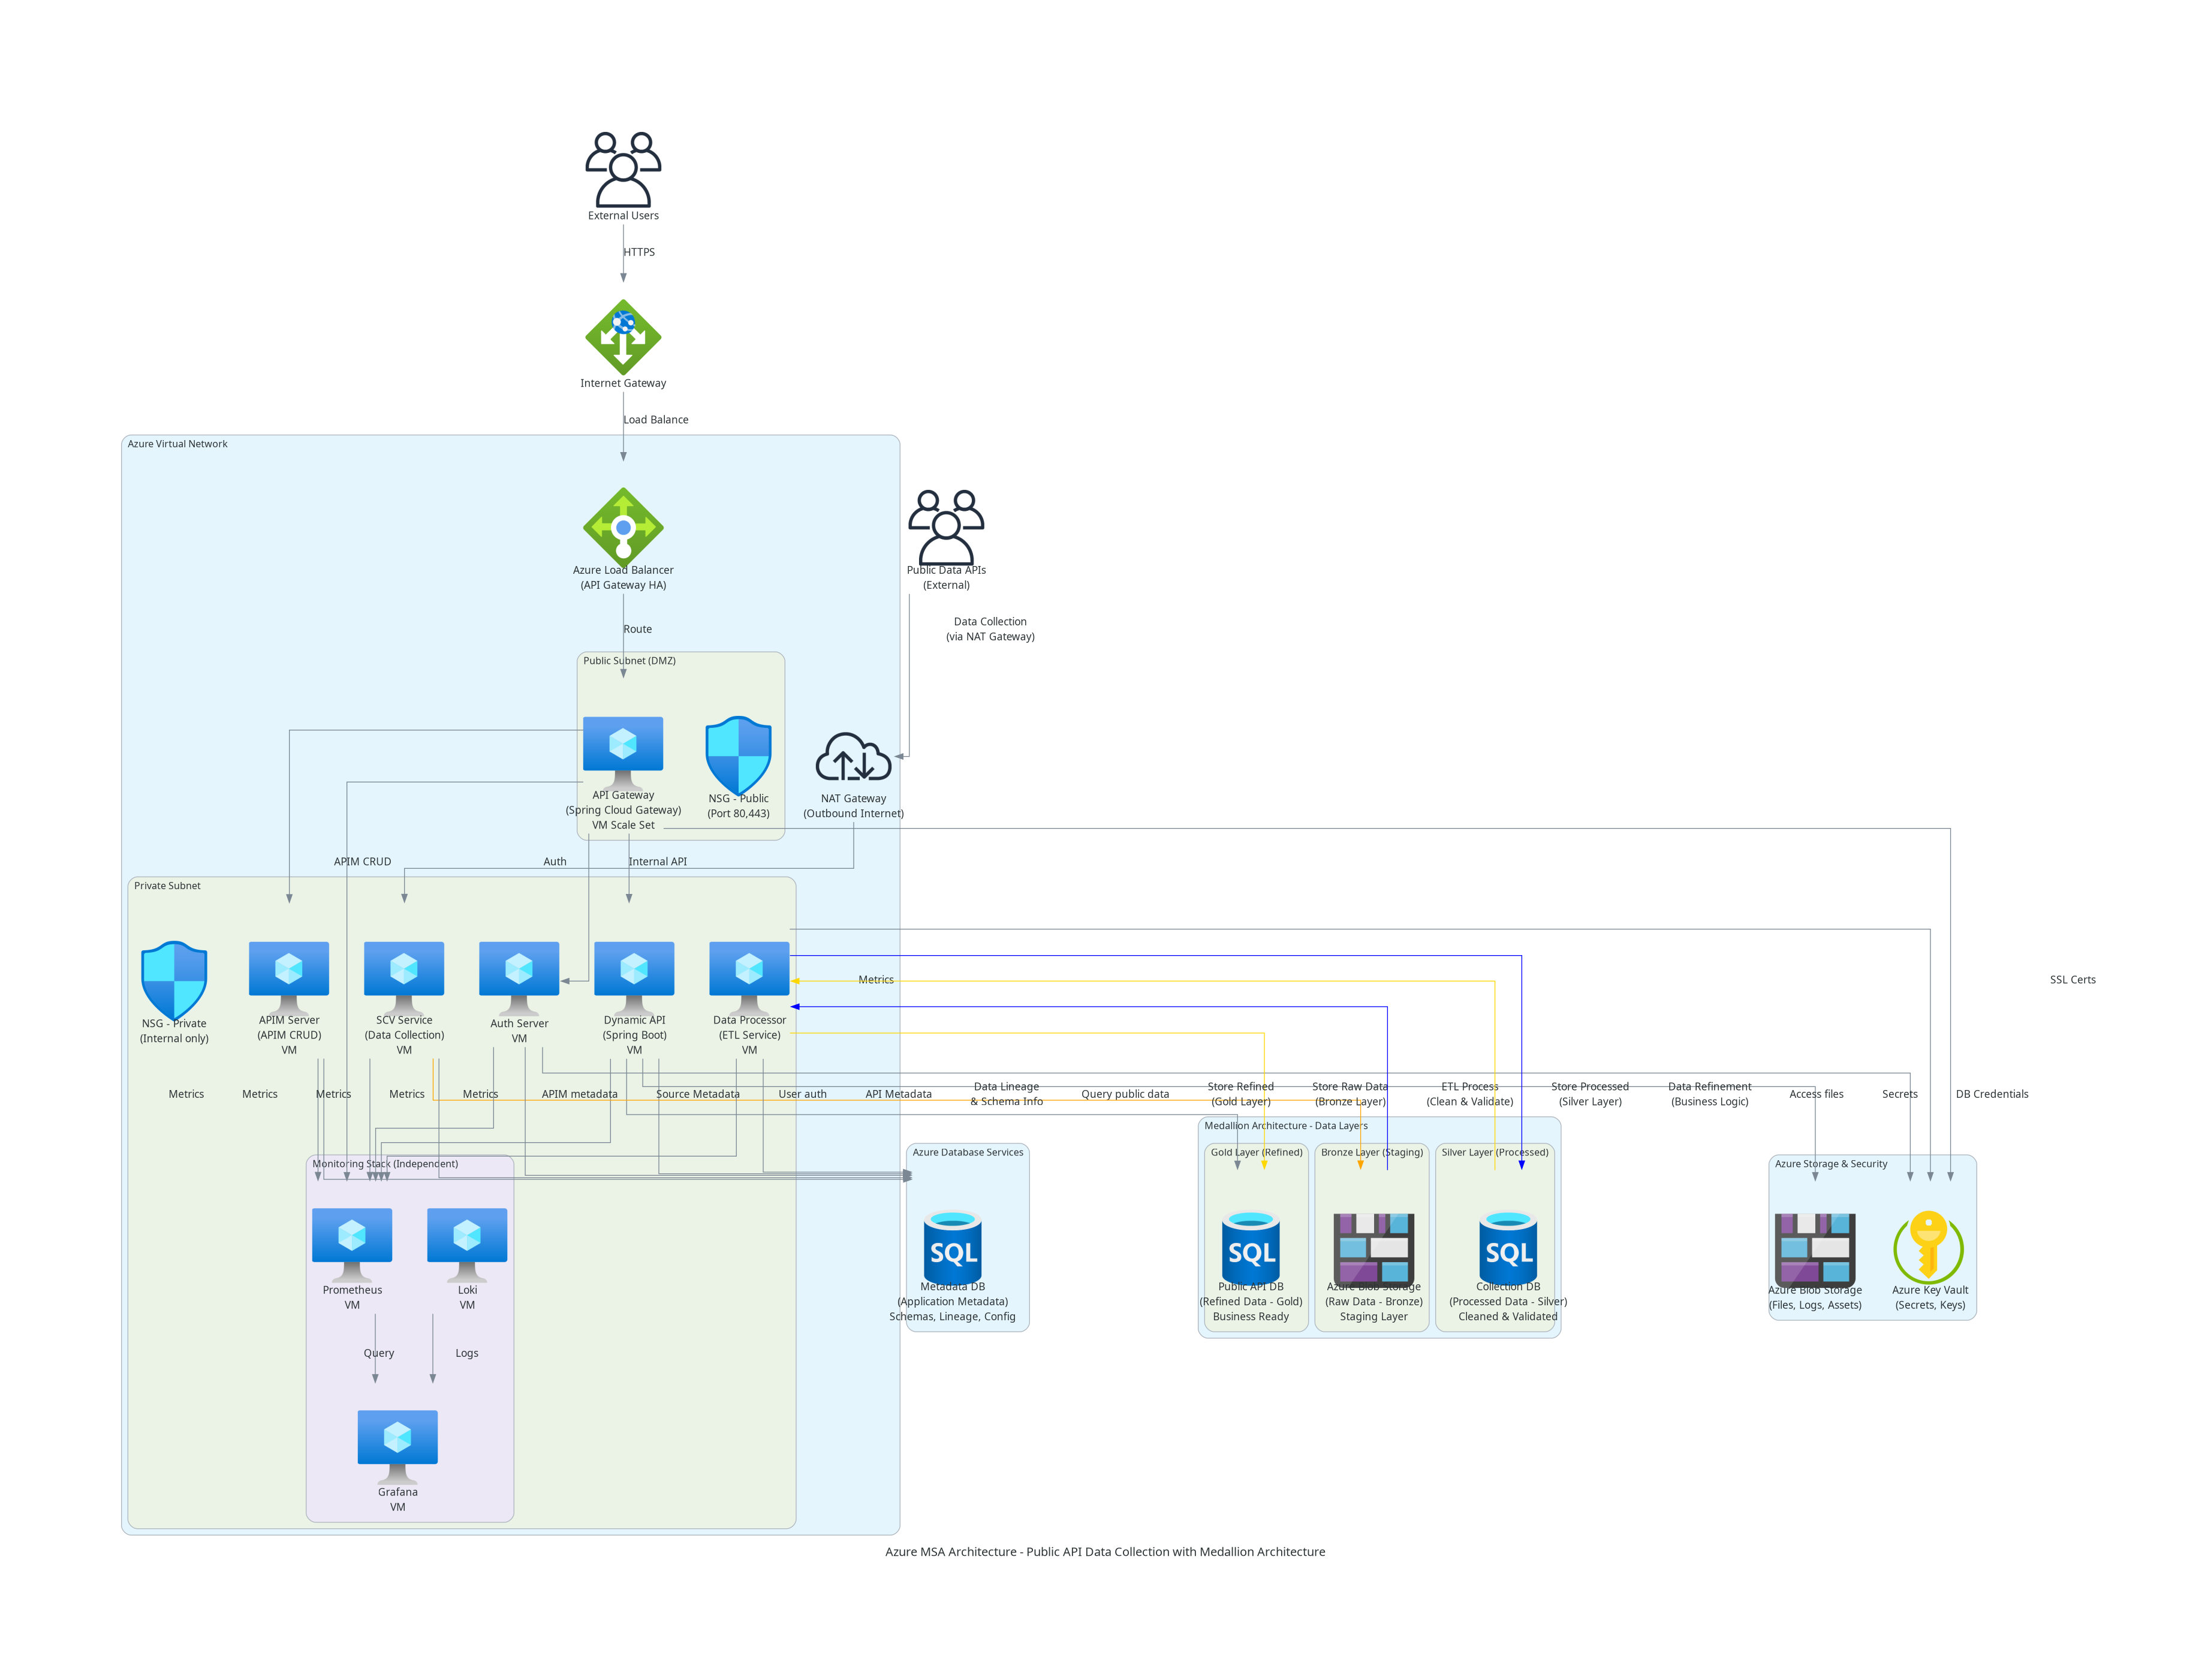 External Users
HTTPS
Internet Gateway
Load Balance
Azure Virtual Network
Azure Load Balancer
(API Gateway HA)
Public Data APIs
(External)
Data Collection
(via NAT Gateway)
Route
Public Subnet (DMZ)
API Gateway
(Spring Cloud Gateway)
VM Scale Set
NSG - Public
(Port 80,443)
NAT Gateway
(Outbound Internet)
APIM CRUD
Auth
Internal API
Private Subnet
NSG - Private
(Internal only)
APIM Server
(APIM CRUD)
VM
SCV Service
(Data Collection)
VM
Auth Server
VM
Dynamic API
(Spring Boot)
VM
Data Processor
(ETL Service)
VM
Metrics
SSL Certs
Metrics
Metrics
Metrics
Metrics
Metrics
APIM metadata
Source Metadata
User auth
API Metadata
Data Lineage
& Schema Info
Query public data
Store Refined
(Gold Layer)
Store Raw Data
(Bronze Layer)
ETL Process
(Clean & Validate)
Store Processed
(Silver Layer)
Data Refinement
(Business Logic)
Access files
Secrets
DB Credentials
Monitoring Stack (Independent)
Prometheus
VM
Loki
VM
Query
Logs
Grafana
VM
Azure Database Services
Metadata DB
(Application Metadata)
Schemas, Lineage, Config
Medallion Architecture - Data Layers
Gold Layer (Refined)
Public API DB
(Refined Data - Gold)
Business Ready
Bronze Layer (Staging)
Azure Blob Storage
(Raw Data - Bronze)
Staging Layer
Silver Layer (Processed)
Collection DB
(Processed Data - Silver)
Cleaned & Validated
Azure Storage & Security
Azure Blob Storage
(Files, Logs, Assets)
Azure Key Vault
(Secrets, Keys)
SQL
SQL
SQL
Azure MSA Architecture - Public API Data Collection with Medallion Architecture